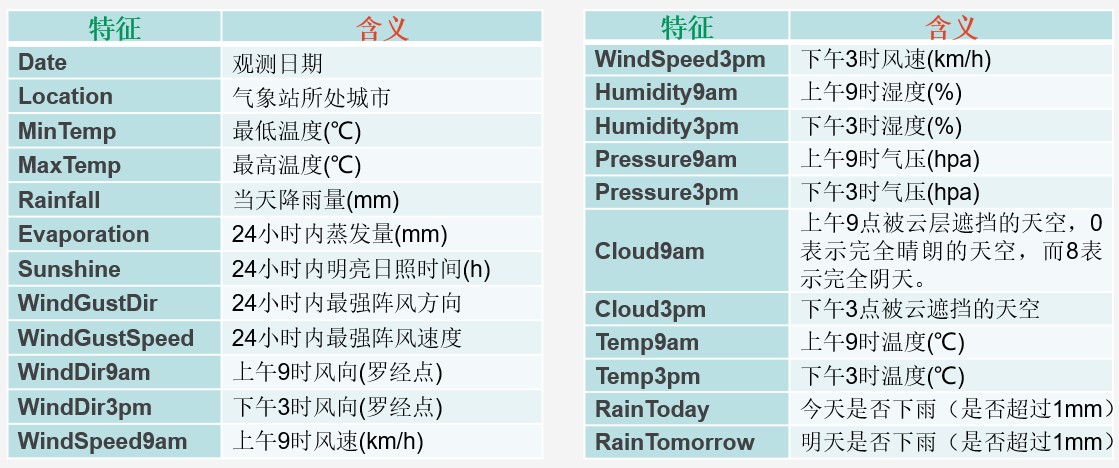 特征 含义
Date 观测日期
Location 气象站所处城市
MinTemp 最低温度(℃)
MaxTemp 最高温度(℃)
Rainfall 当天降雨量(mm)
Evaporation 24小时内蒸发量(mm)
Sunshine 24小时内明亮日照时间(h)
WindGustDir 24小时内最强阵风方向
WindGustSpeed 24小时内最强阵风速度
WindDir9am 上午9时风向(罗经点)
WindDir3pm 下午3时风向(罗经点)
WindSpeed9am 上午9时风速(km/h)
特征 含义
WindSpeed3pm 下午3时风速(km/h)
Humidity9am 上午9时湿度(%)
Humidity3pm 下午3时湿度(%)
Pressure9am 上午9时气压(hpa)
Pressure3pm 下午3时气压(hpa)
上午9点被云层遮挡的天空，0
Cloud9am 表示完全晴朗的天空，而8表
示完全阴天。
Cloud3pm 下午3点被云遮挡的天空
Temp9am 上午9时温度(℃)
Temp3pm 下午3时温度(℃)
RainToday 今天是否下雨（是否超过1mm）
RainTomorrow 明天是否下雨（是否超过1mm）